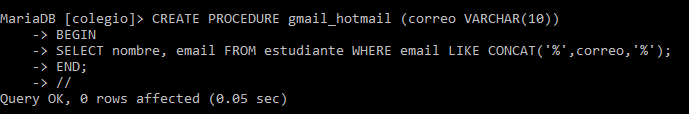 MariaDB [colegio]> CREATE PROCEDURE gmail_hotmail (correo VARCHAR(10))
-> BEGIN
-> SELECT nombre, email FROM estudiante WHERE email LIKE CONCAT('%',correo,'%');
-> END;
-> //
Query OK, 0 rows affected (0.05 sec)